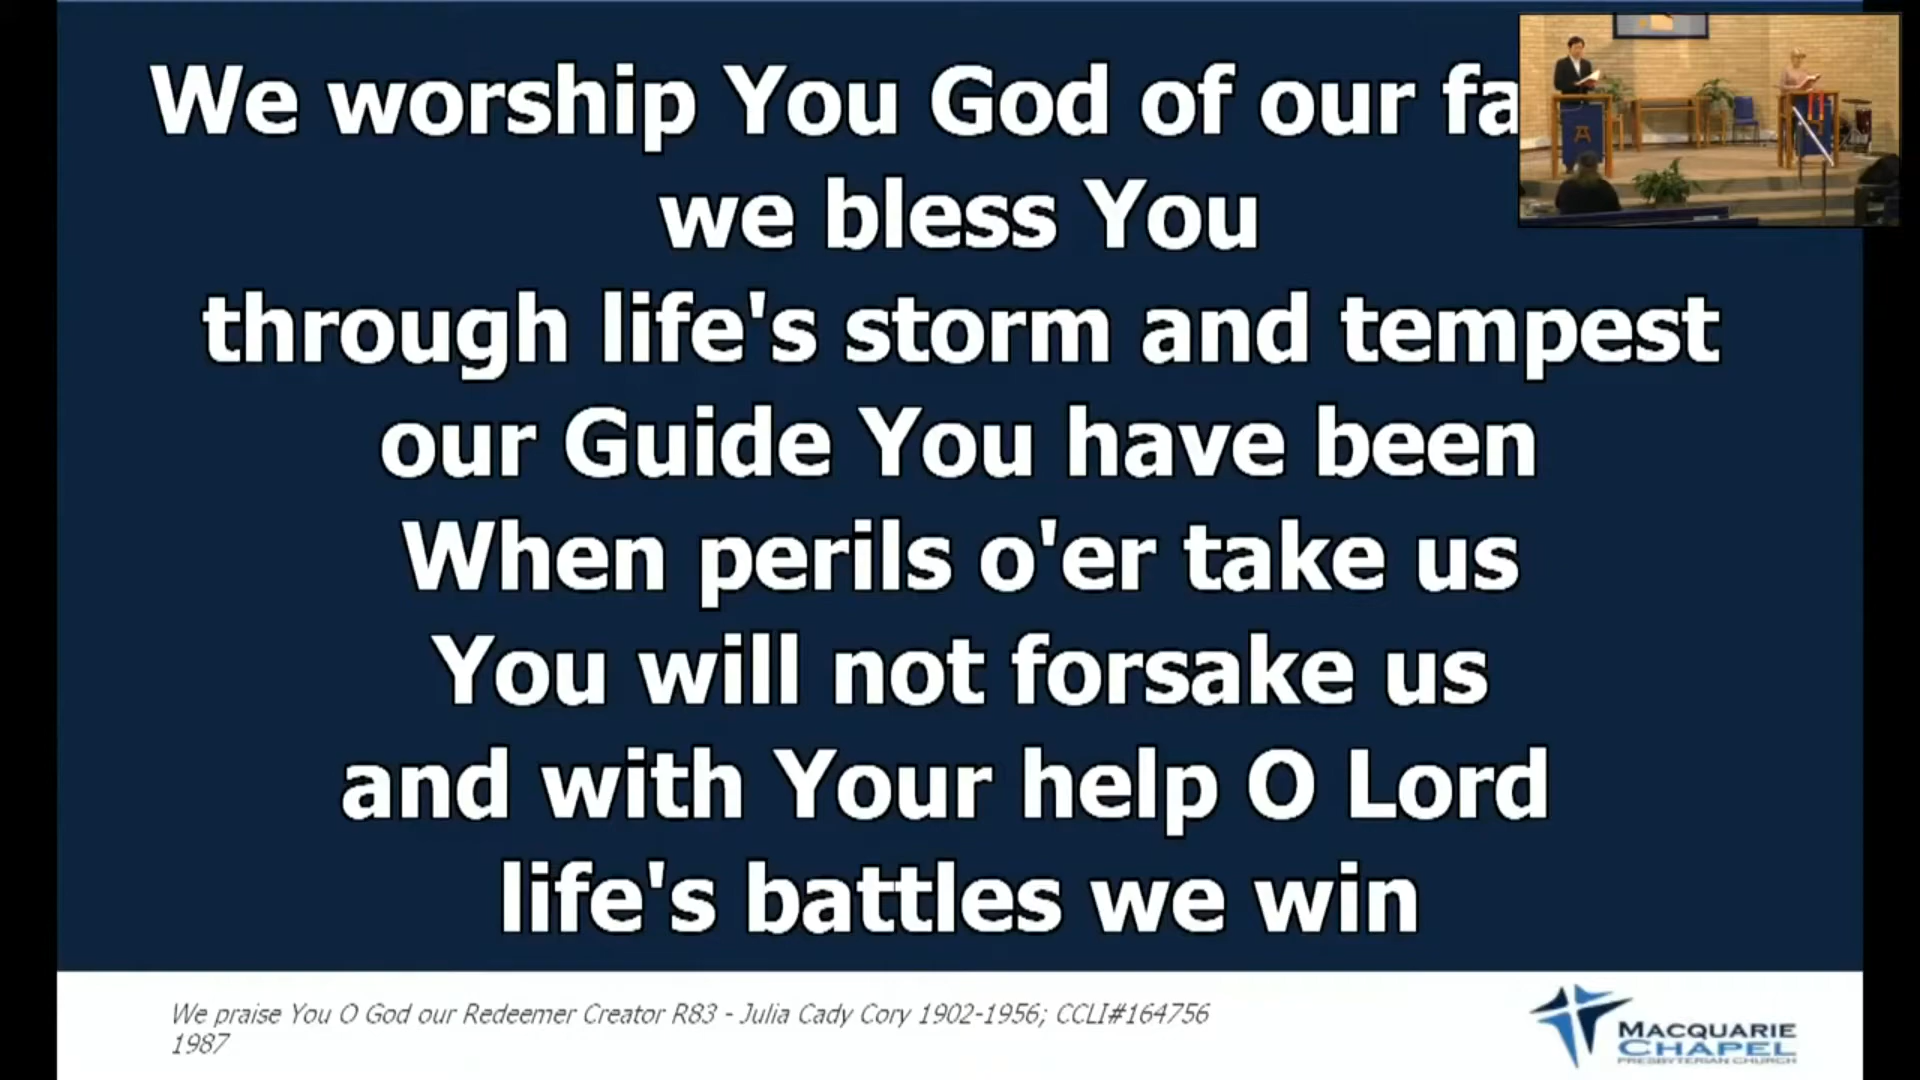 We worship You God of our fa
we bless You
through life's storm and tempest
our Guide You have been
When perils o'er take us
You will not forsake us
and with Your help O Lord
life's battles we win
We praise You O God our Redeemer Creator R83 - Julia Cady Cory 1902-1956; CCLI#164756
1987
MACQUARIE
CHAPEL
PRESBYTERIAN CHURCH